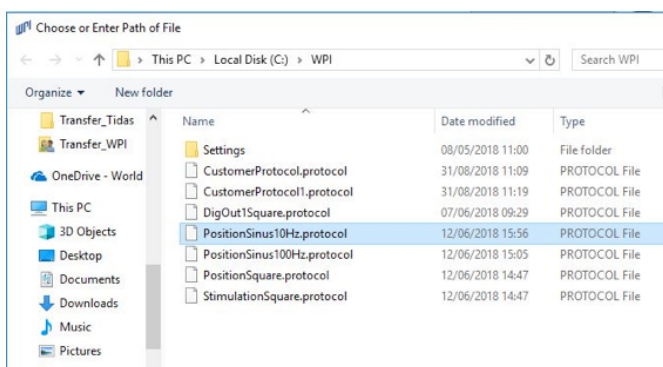 WPI Choose or Enter Path of File
This PC > Local Disk (C:) > WPI
Search WPI
Organize
New folder
Transfer_Tidas
Transfer_WPI
OneDrive - World
This PC
3D Objects
Desktop
Documents
Downloads
Music
Pictures
Name Date modified Type
Settings 08/05/2018 11:00 File folder
CustomerProtocol.protocol 31/08/2018 11:09 PROTOCOL File
CustomerProtocol1.protocol 31/08/2018 11:19 PROTOCOL File
DigOut1Square.protocol 07/06/2018 09:29 PROTOCOL File
PositionSinus10Hz.protocol 12/06/2018 15:56 PROTOCOL File
PositionSinus100Hz.protocol 12/06/2018 15:05 PROTOCOL File
PositionSquare.protocol 12/06/2018 14:47 PROTOCOL File
StimulationSquare.protocol 12/06/2018 14:47 PROTOCOL File